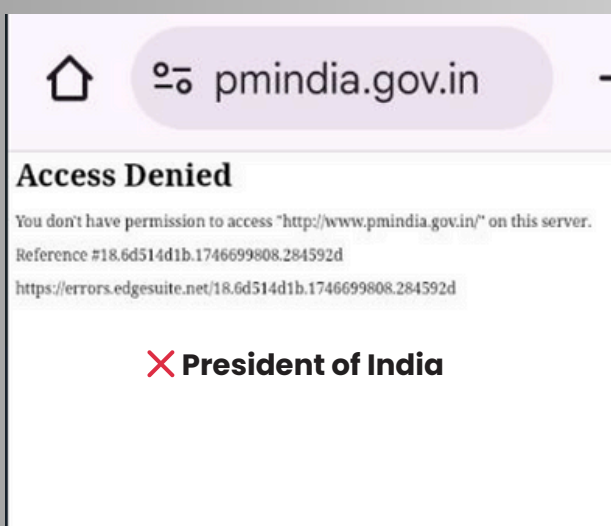 pmindia.gov.in
Access Denied
You don't have permission to access "http://www.pmindia.gov.in/" on this server.
Reference #18.6d514d1b.1746699808.284592d
https://errors.edgesuite.net/18.6d514d1b.1746699808.284592d
❌ President of India